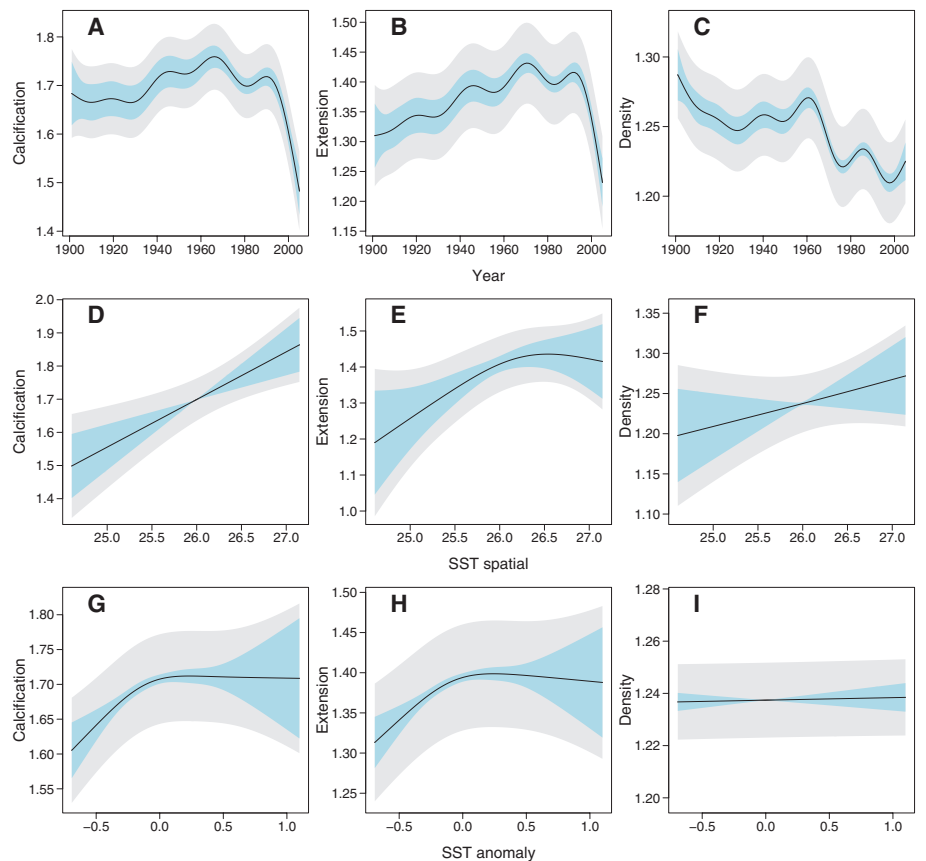 A
B
C
Calcification
1.8
1.7
1.6
1.5
1.4
1900 1920 1940 1960 1980 2000
Extension
1.50
1.45
1.40
1.35
1.30
1.25
1.20
1.15
1900 1920 1940 1960 1980 2000
Density
1.30
1.25
1.20
1900 1920 1940 1960 1980 2000
Year
D
E
F
Calcification
2.0
1.9
1.8
1.7
1.6
1.5
1.4
25.0 25.5 26.0 26.5 27.0
Extension
1.5
1.4
1.3
1.2
1.1
1.0
25.0 25.5 26.0 26.5 27.0
Density
1.35
1.30
1.25
1.20
1.15
1.10
25.0 25.5 26.0 26.5 27.0
SST spatial
G
H
I
Calcification
1.80
1.75
1.70
1.65
1.60
1.55
−0.5 0.0 0.5 1.0
Extension
1.50
1.45
1.40
1.35
1.30
1.25
−0.5 0.0 0.5 1.0
Density
1.28
1.26
1.24
1.22
1.20
−0.5 0.0 0.5 1.0
SST anomaly